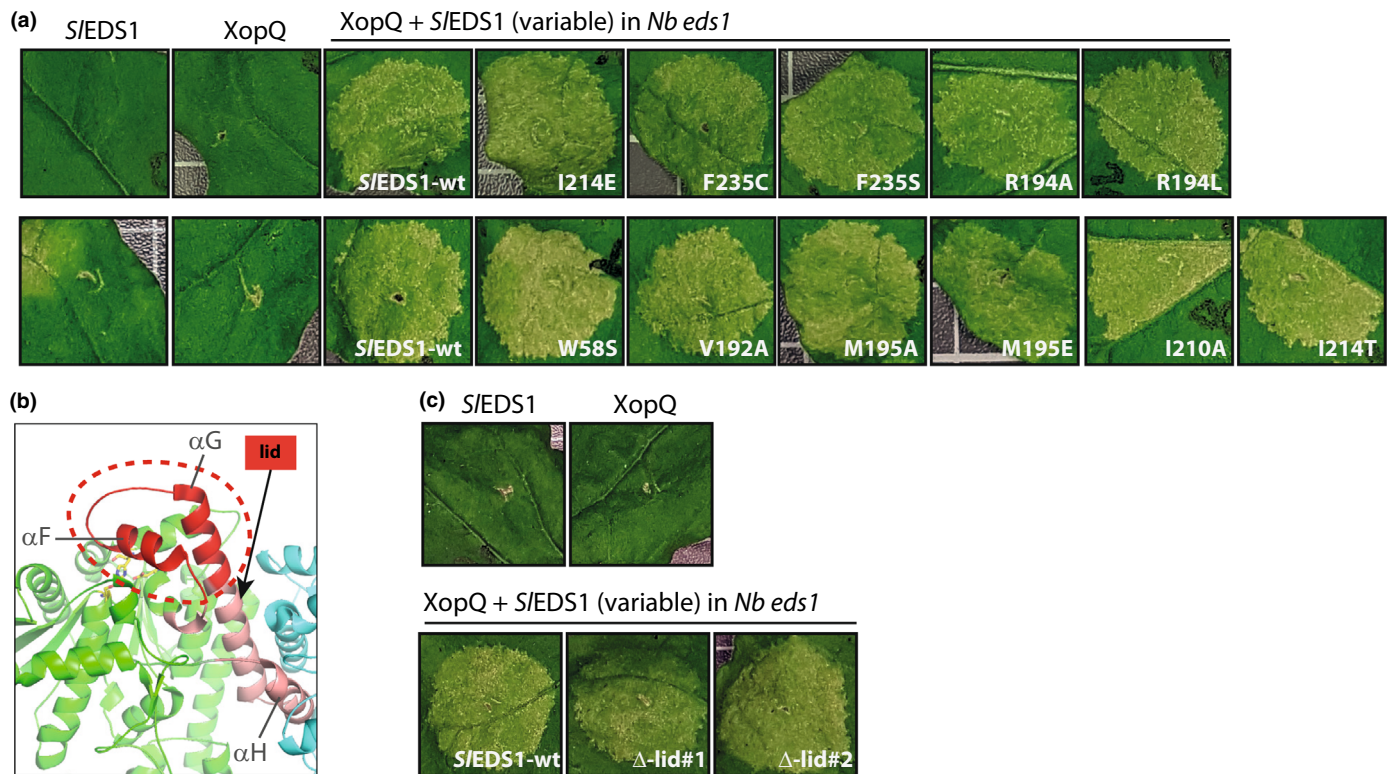 (a)
SlEDS1 XopQ XopQ + SlEDS1 (variable) in Nb eds1
SlEDS1-wt I214E F235C F235S R194A R194L
SlEDS1-wt W58S V192A M195A M195E I210A I214T
(b)
αG lid
αF
αH
(c)
SlEDS1 XopQ
XopQ + SlEDS1 (variable) in Nb eds1
SlEDS1-wt Δ-lid#1 Δ-lid#2